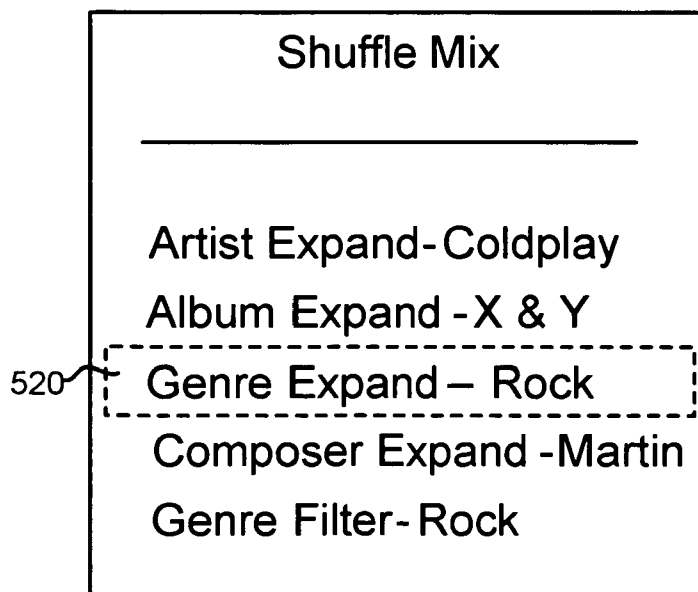 Shuffle Mix
Artist Expand-Coldplay
Album Expand -X & Y
520 Genre Expand– Rock
Composer Expand -Martin
Genre Filter-Rock